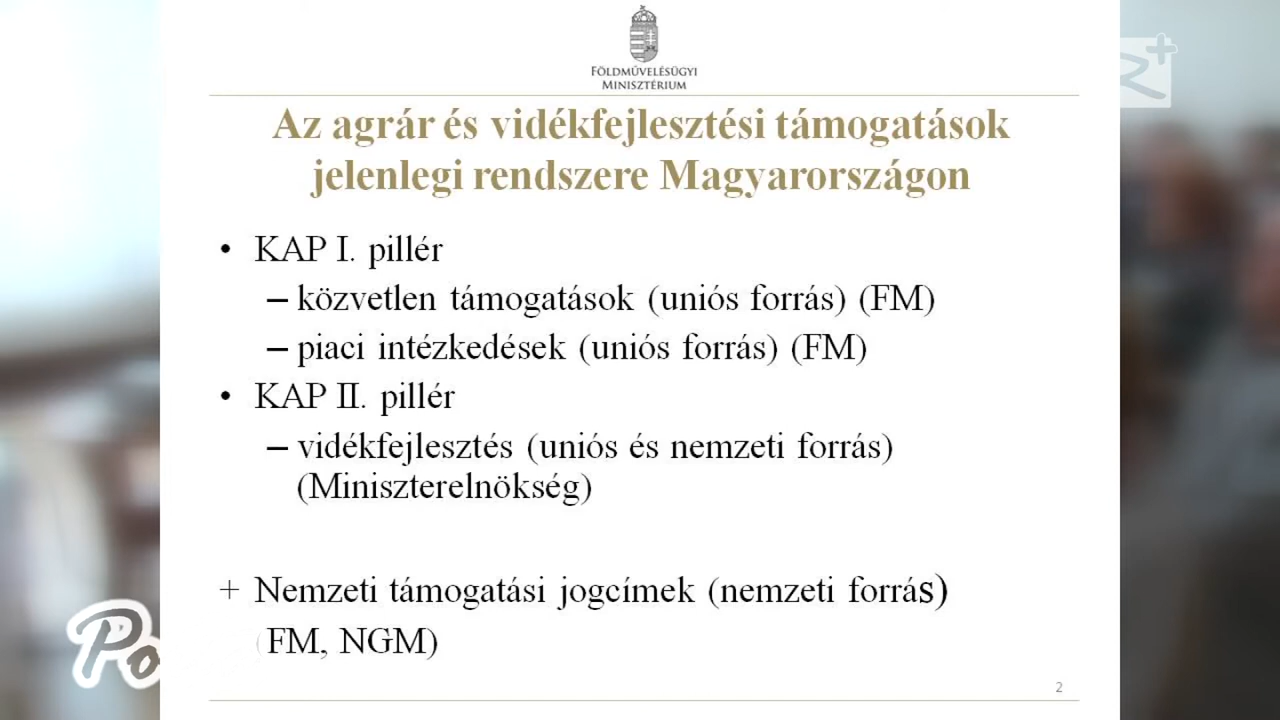 FÖLDMŰVELÉSÜGYI
MINISZTÉRIUM
Az agrár és vidékfejlesztési támogatások
jelenlegi rendszere Magyarországon
• KAP I. pillér
– közvetlen támogatások (uniós forrás) (FM)
– piaci intézkedések (uniós forrás) (FM)
• KAP II. pillér
– vidékfejlesztés (uniós és nemzeti forrás)
(Miniszterelnökség)
+ Nemzeti támogatási jogcímek (nemzeti forrás)
(FM, NGM)
2